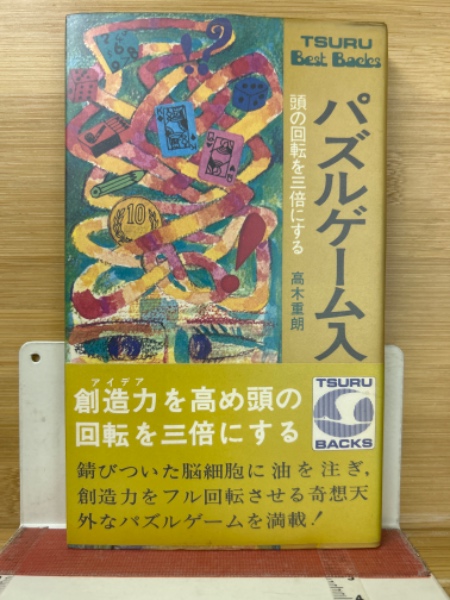 TSURU
Best Backs
パズルゲーム入
頭の回転を三倍にする
高木重朗
10
アイデア
創造力を高め頭の
回転を三倍にする
TSURU
BACKS
錆びついた脳細胞に油を注ぎ,
創造力をフル回転させる奇想天
外なパズルゲームを満載!